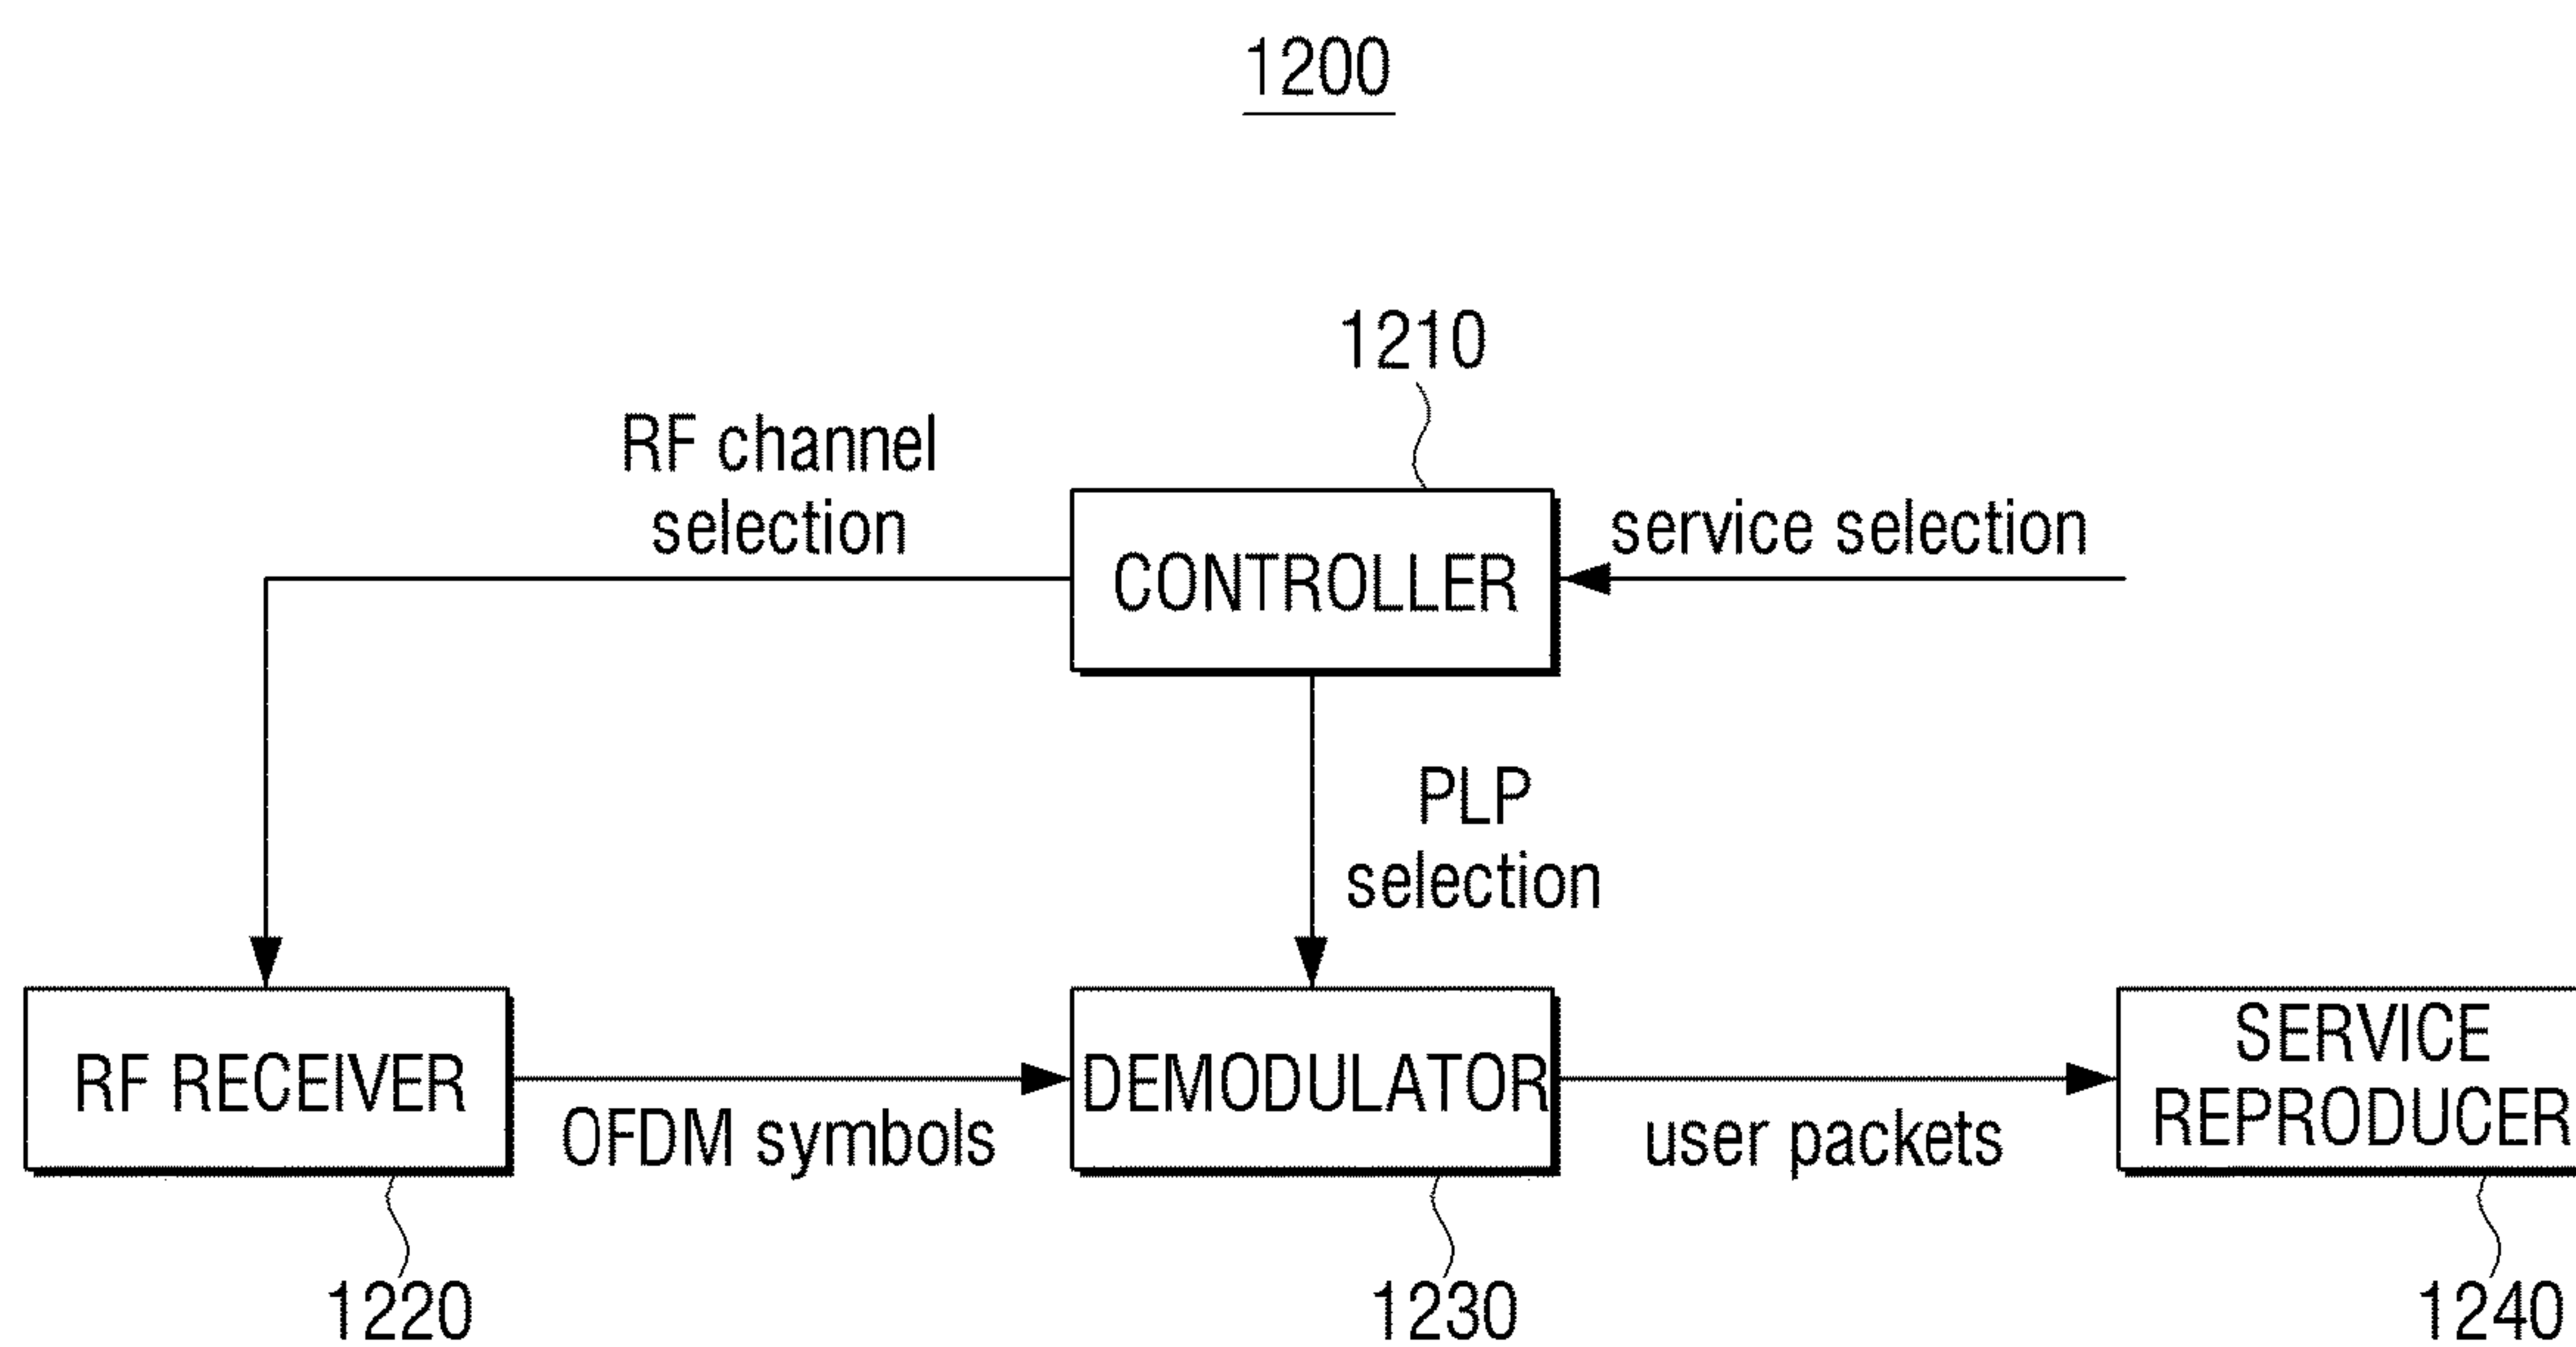 1200
1210
RF channel
selection
CONTROLLER
service selection
PLP
selection
RF RECEIVER
OFDM symbols
DEMODULATOR
user packets
SERVICE
REPRODUCER
1220
1230
1240